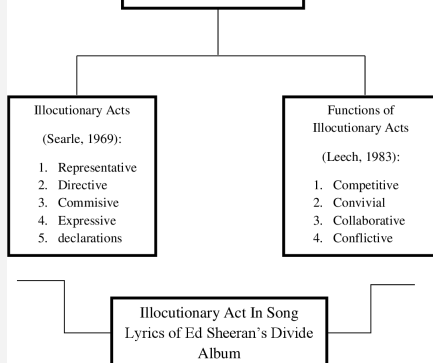 Illocutionary Acts
(Searle, 1969):
1. Representative
2. Directive
3. Commisive
4. Expressive
5. declarations
Functions of
Illocutionary Acts
(Leech, 1983):
1. Competitive
2. Convivial
3. Collaborative
4. Conflictive
Illocutionary Act In Song
Lyrics of Ed Sheeran's Divide
Album